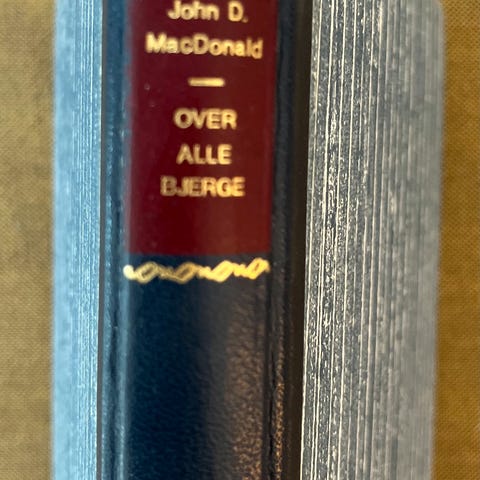 John D.
MacDonald
—
OVER
ALLE
BJERGE